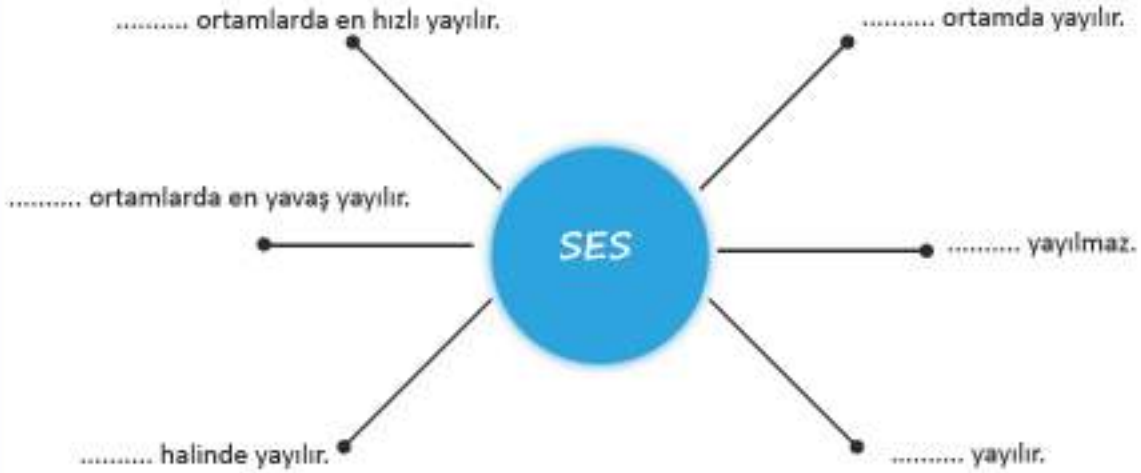 .......... ortamlarda en hızlı yayılır.
.......... ortamda yayılır.
.......... ortamlarda en yavaş yayılır.
SES
.......... yayılmaz.
.......... halinde yayılır.
.......... yayılır.